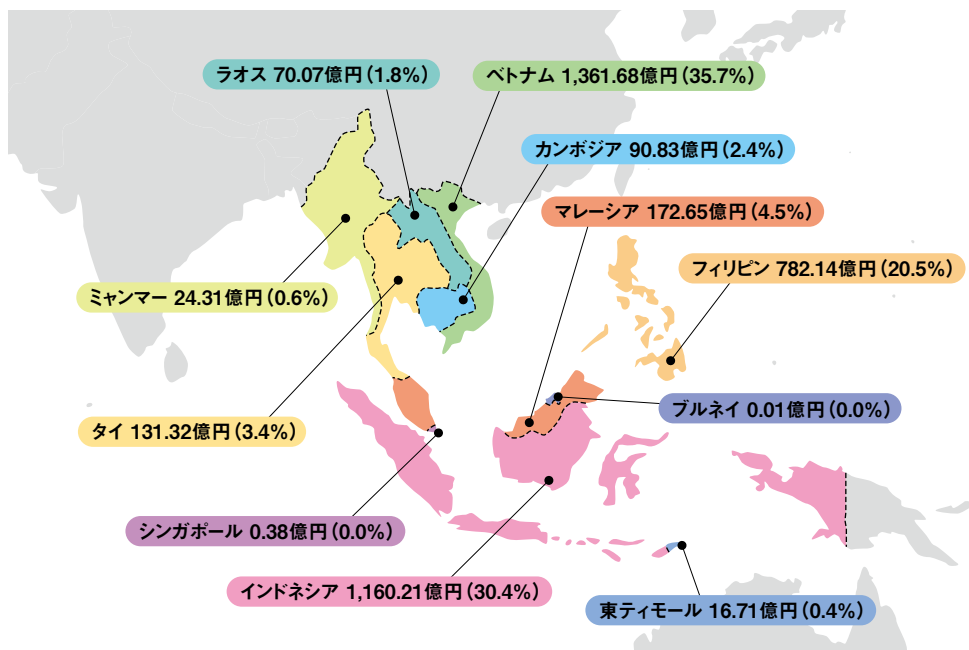 ラオス 70.07億円(1.8%)
ベトナム 1,361.68億円(35.7%)
カンボジア 90.83億円(2.4%)
マレーシア 172.65億円(4.5%)
フィリピン 782.14億円(20.5%)
ミャンマー 24.31億円(0.6%)
ブルネイ 0.01億円(0.0%)
タイ 131.32億円(3.4%)
シンガポール 0.38億円(0.0%)
インドネシア 1,160.21億円(30.4%)
東ティモール 16.71億円(0.4%)